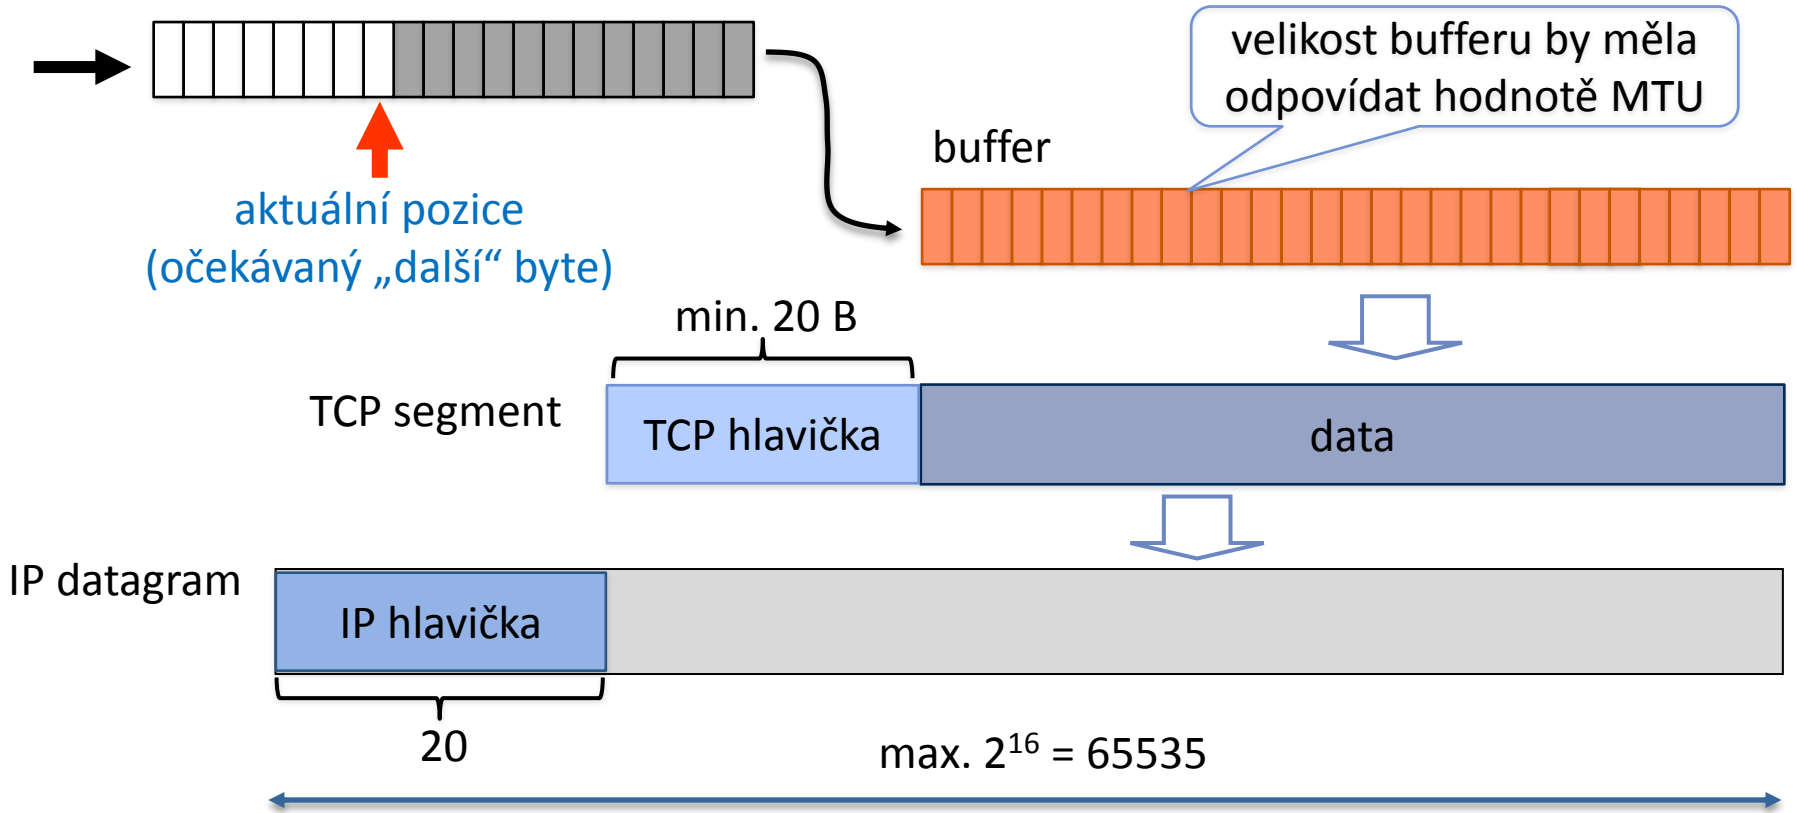 velikost bufferu by měla
odpovídat hodnotě MTU
buffer
aktuální pozice
(očekávaný „další“ byte)
min. 20 B
TCP segment
TCP hlavička
data
IP datagram
IP hlavička
20
max. 2¹⁶ = 65535